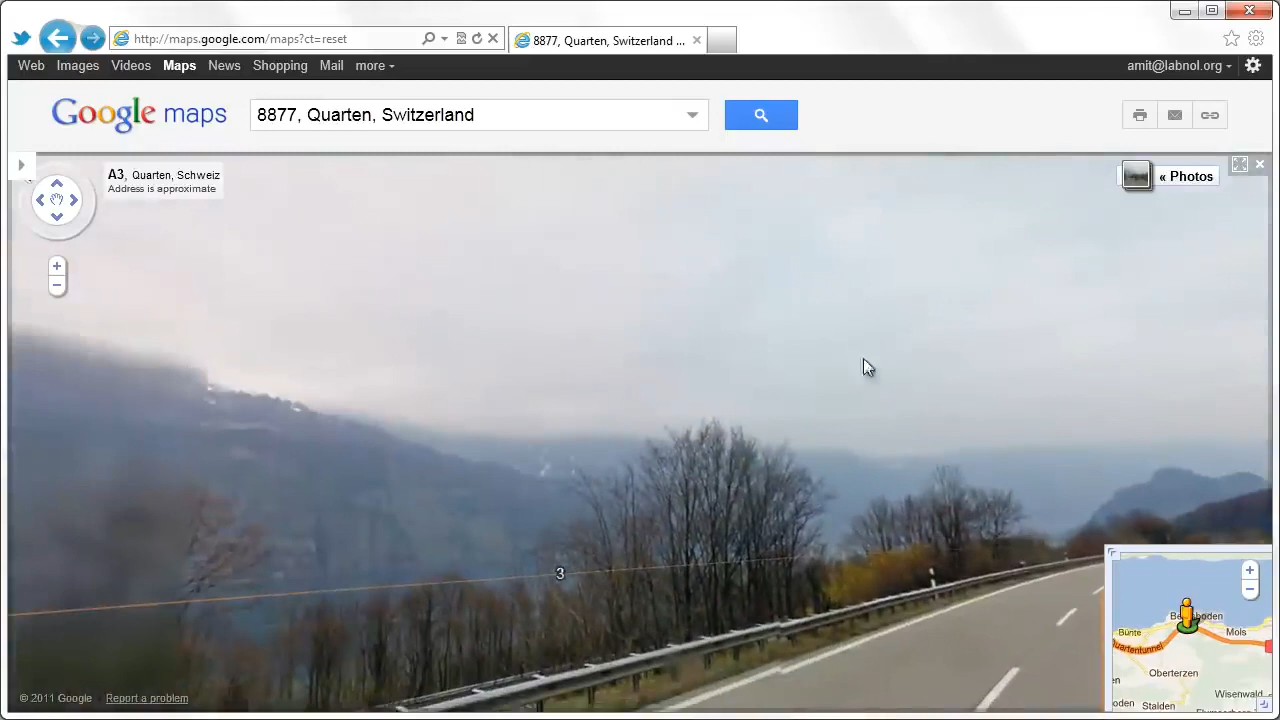 http://maps.google.com/maps?ct=reset
8877, Quarten, Switzerland ...
Web Images Videos Maps News Shopping Mail more
amit@labnol.org
Google maps
8877, Quarten, Switzerland
A3, Quarten, Schweiz
Address is approximate
« Photos
3
Bünte
Mols
Oberterzen
Wisenwald
Stalden
© 2011 Google Report a problem